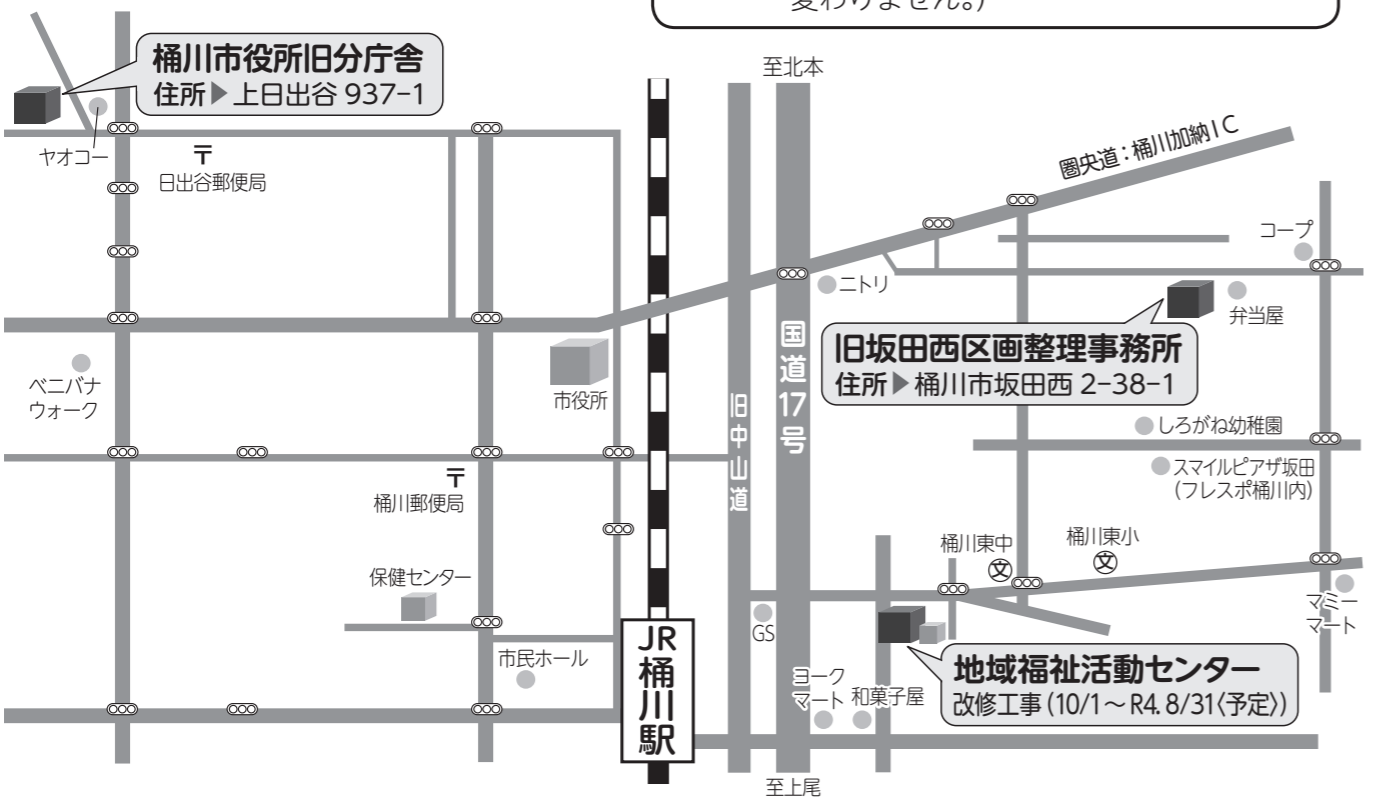 変わりません。)
至北本
桶川市役所旧分庁舎
住所▶上日出谷 937-1
ヤオコー
〒
日出谷郵便局
圏央道：桶川加納IC
コープ
ニトリ
弁当屋
国道17号
旧坂田西区画整理事務所
住所▶桶川市坂田西 2-38-1
ベニバナ
ウォーク
市役所
旧中山道
しろがね幼稚園
スマイルピアザ坂田
(フレスポ桶川内)
〒
桶川郵便局
桶川東中
文
桶川東小
文
保健センター
マミー
マート
GS
JR桶川駅
市民ホール
地域福祉活動センター
改修工事(10/1～R4.8/31〈予定〉)
ヨーク
マート
和菓子屋
至上尾